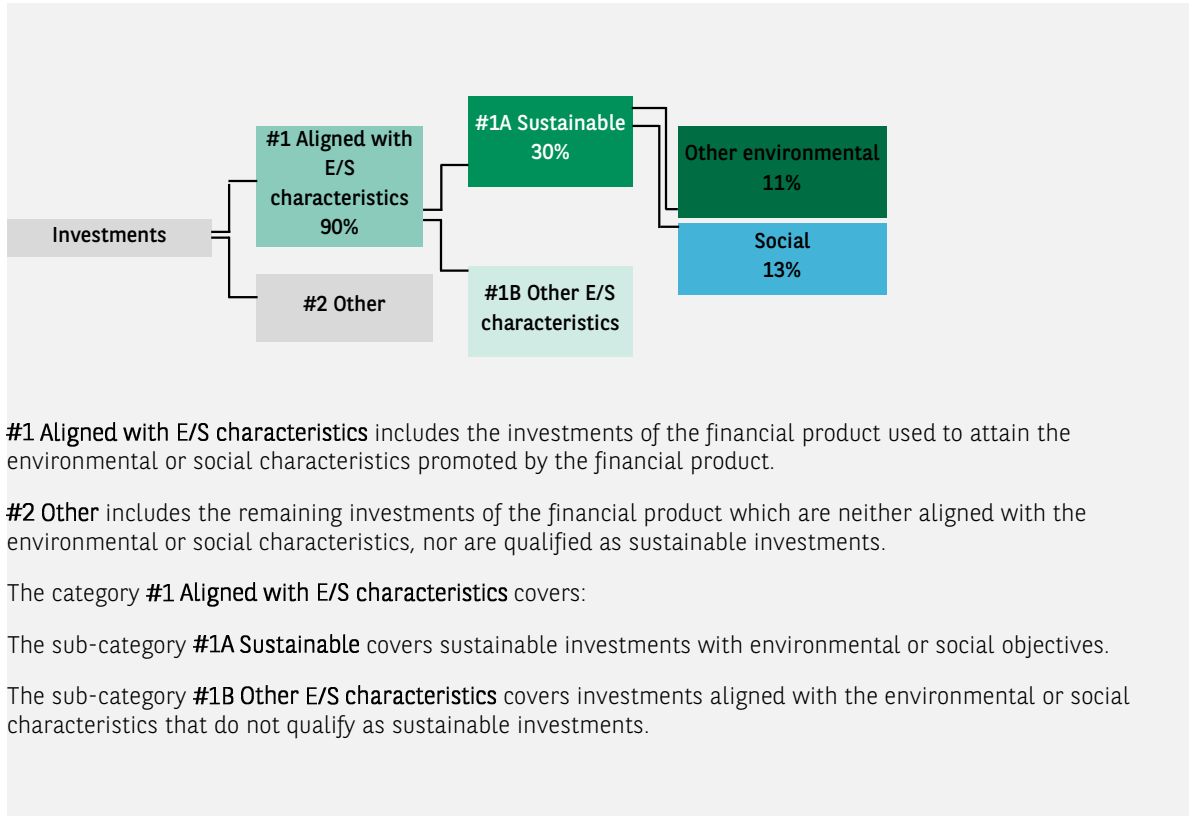 Investments
#1 Aligned with
E/S
characteristics
90%
#2 Other
#1A Sustainable
30%
#1B Other E/S
characteristics
Other environmental
11%
Social
13%
#1 Aligned with E/S characteristics includes the investments of the financial product used to attain the
environmental or social characteristics promoted by the financial product.
#2 Other includes the remaining investments of the financial product which are neither aligned with the
environmental or social characteristics, nor are qualified as sustainable investments.
The category #1 Aligned with E/S characteristics covers:
The sub-category #1A Sustainable covers sustainable investments with environmental or social objectives.
The sub-category #1B Other E/S characteristics covers investments aligned with the environmental or social
characteristics that do not qualify as sustainable investments.